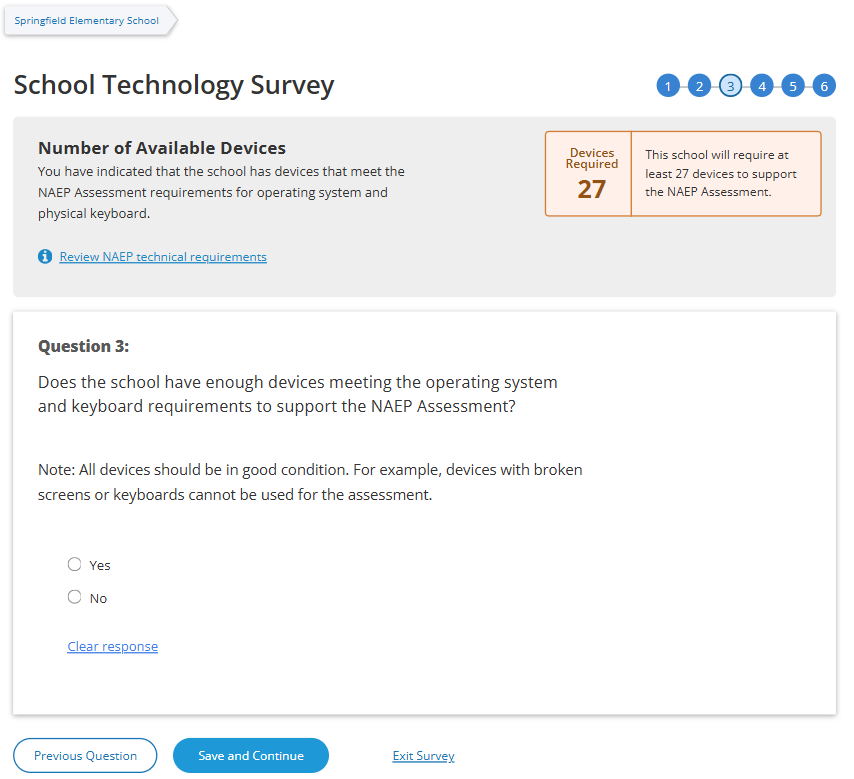 Springfield Elementary School
School Technology Survey
1 2 3 4 5 6
Number of Available Devices
You have indicated that the school has devices that meet the
NAEP Assessment requirements for operating system and
physical keyboard.
Review NAEP technical requirements
Devices
Required
27
This school will require at
least 27 devices to support
the NAEP Assessment.
Question 3:
Does the school have enough devices meeting the operating system
and keyboard requirements to support the NAEP Assessment?
Note: All devices should be in good condition. For example, devices with broken
screens or keyboards cannot be used for the assessment.
Yes
No
Clear response
Previous Question
Save and Continue
Exit Survey